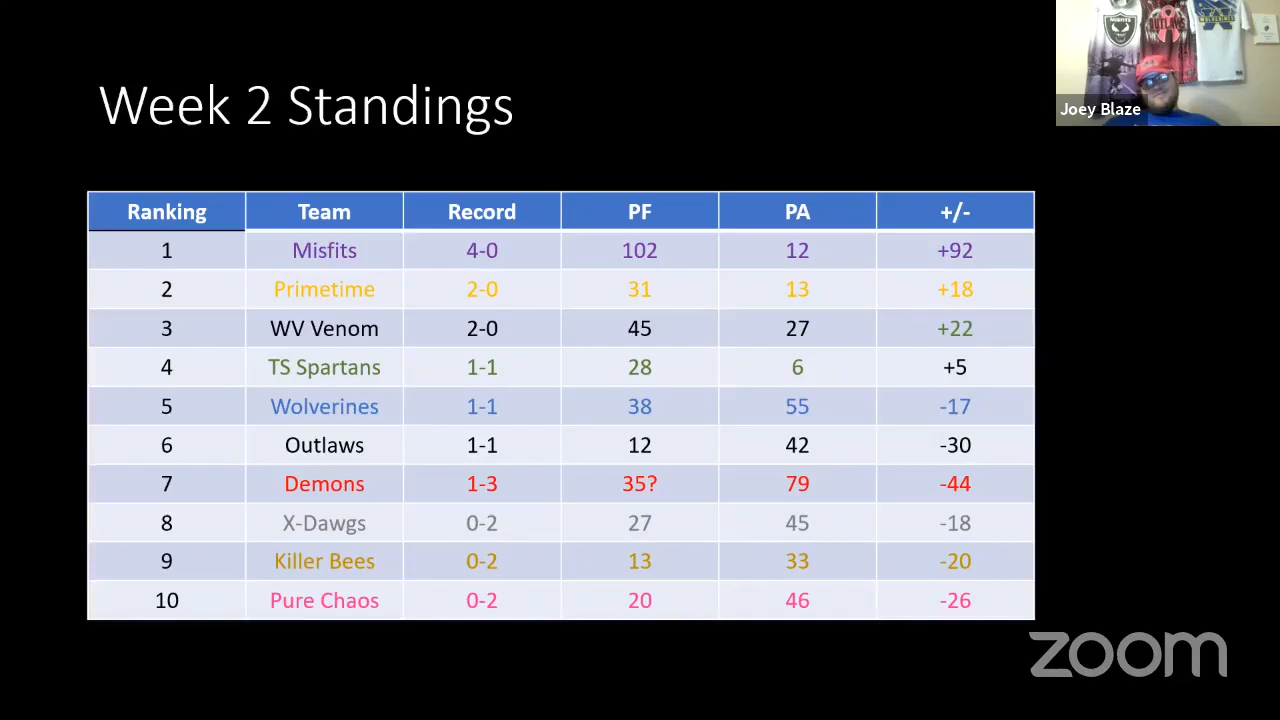 Week 2 Standings
MISFITS
OUTLAWS
WOLVERINES
Joey Blaze
Ranking Team Record PF PA +/-
1 Misfits 4-0 102 12 +92
2 Primetime 2-0 31 13 +18
3 WV Venom 2-0 45 27 +22
4 TS Spartans 1-1 28 6 +5
5 Wolverines 1-1 38 55 -17
6 Outlaws 1-1 12 42 -30
7 Demons 1-3 35? 79 -44
8 X-Dawgs 0-2 27 45 -18
9 Killer Bees 0-2 13 33 -20
10 Pure Chaos 0-2 20 46 -26
zoom